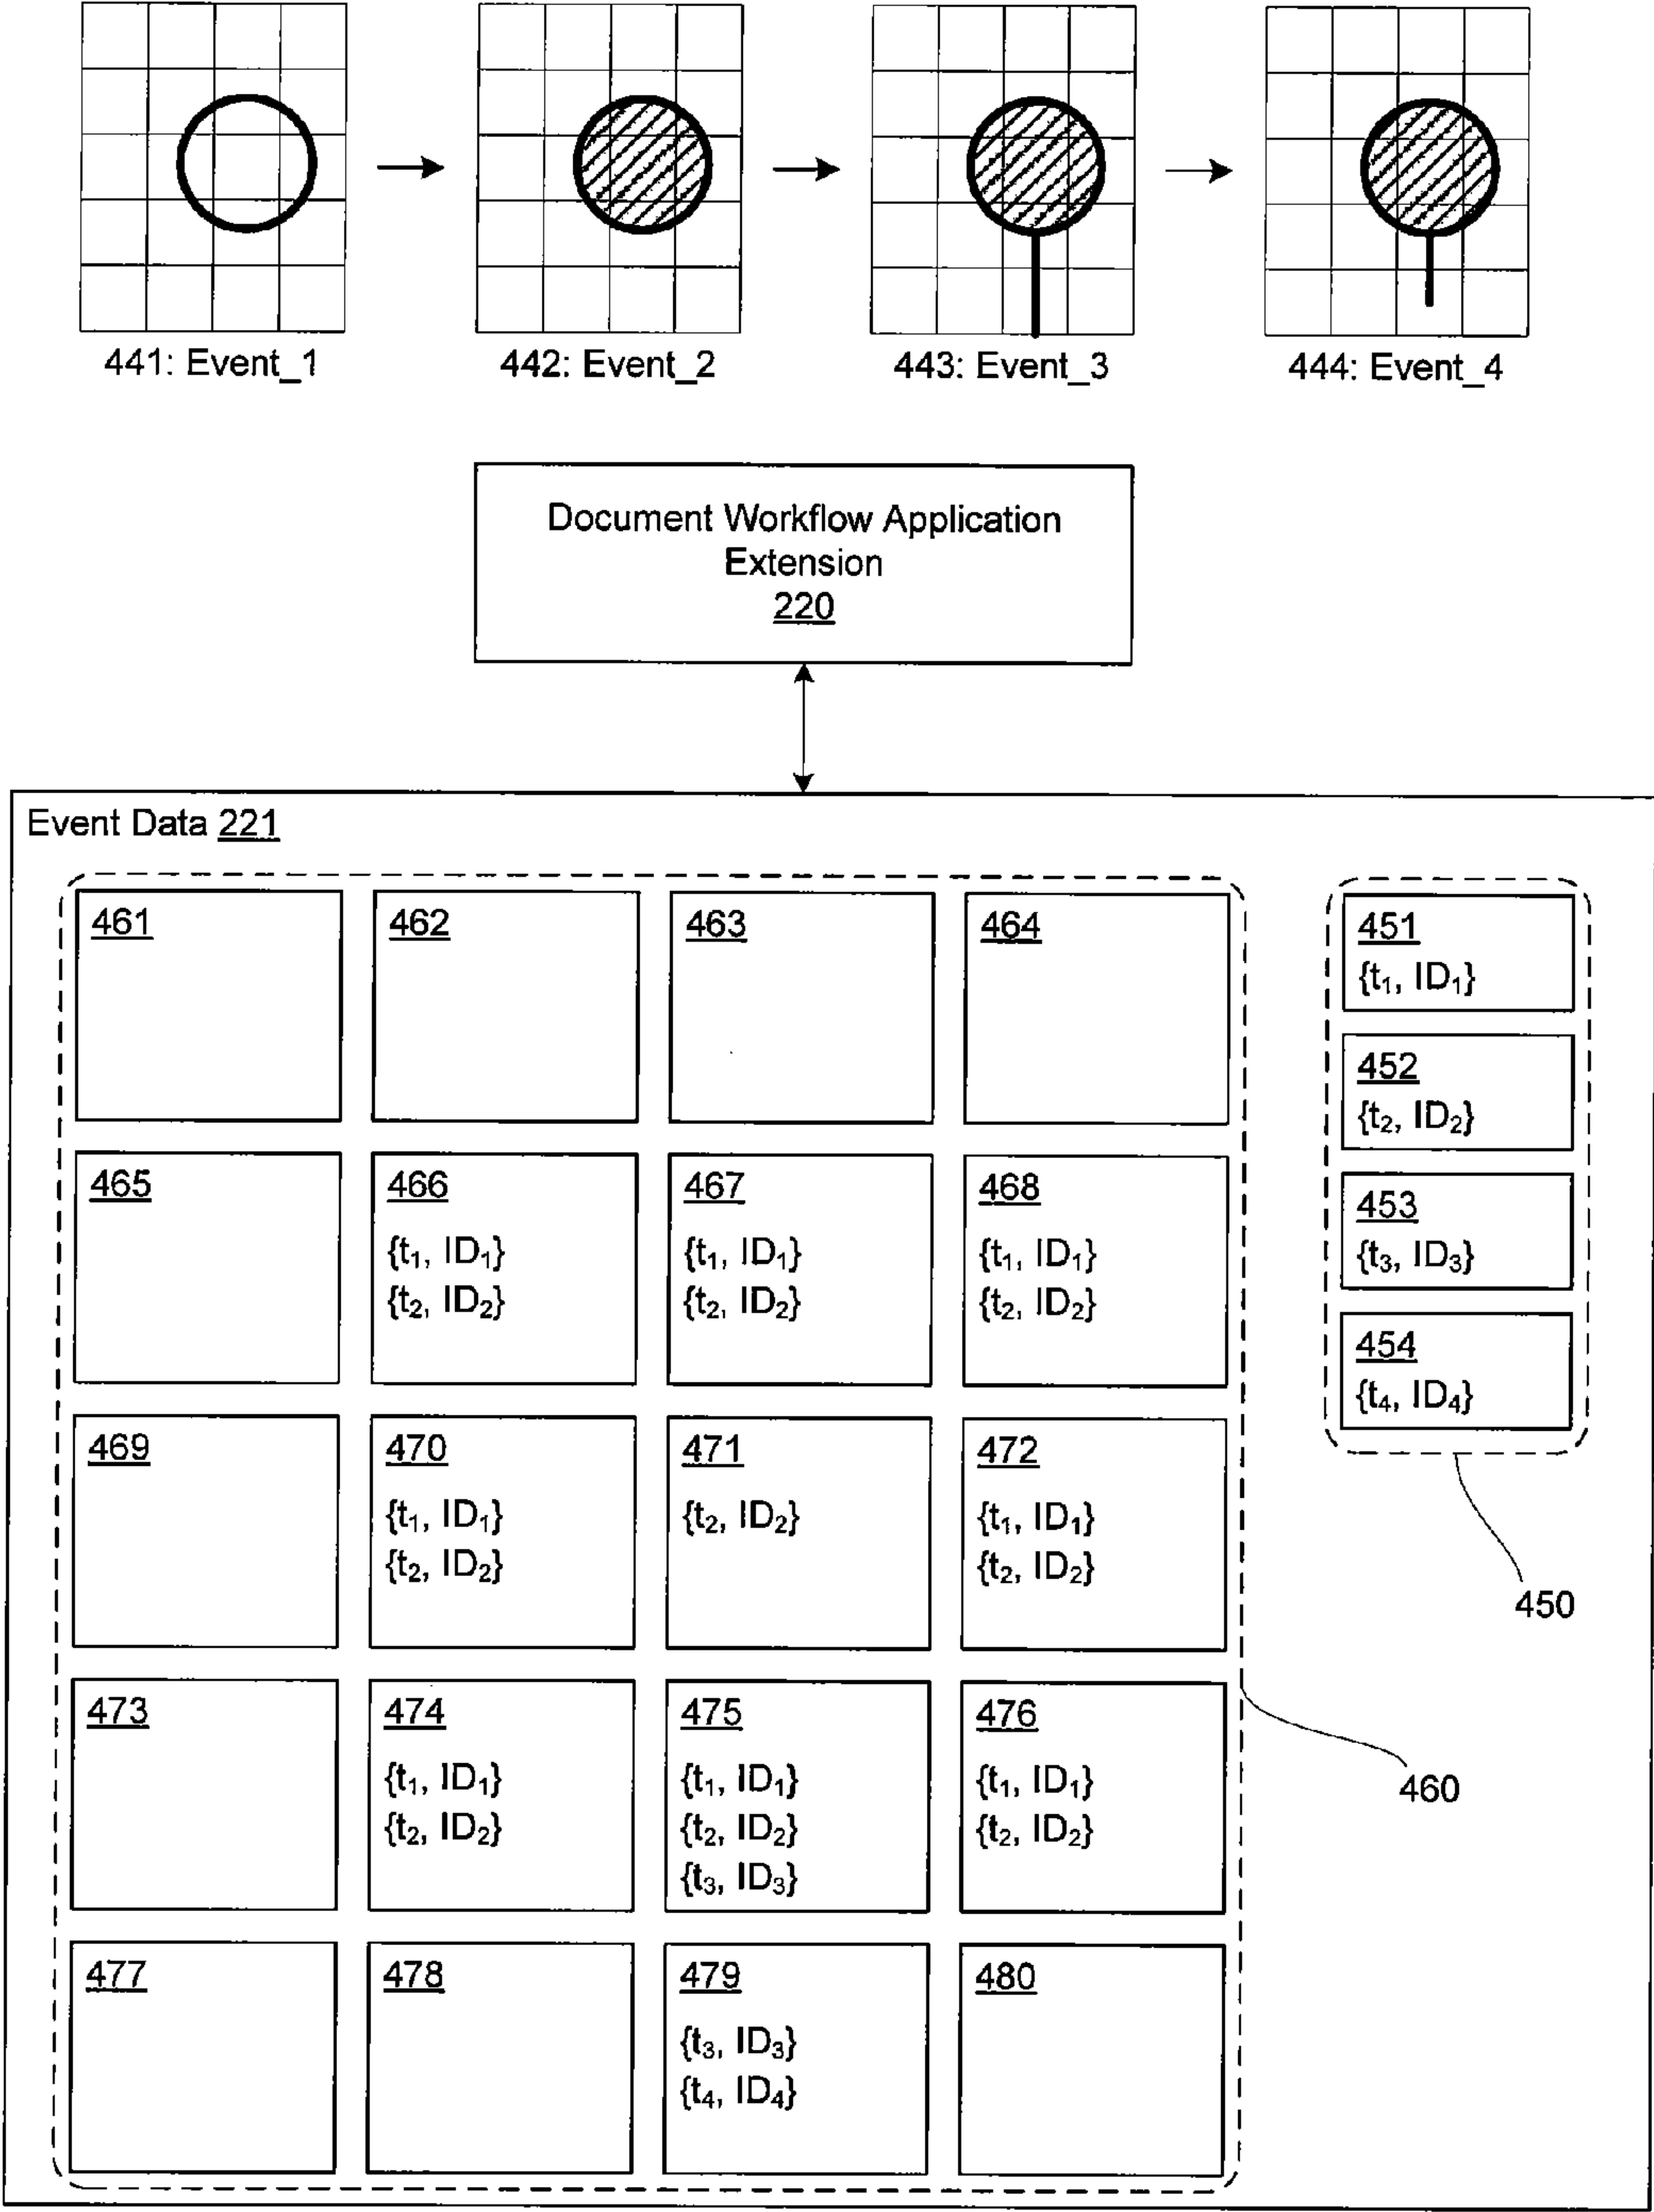 441: Event_1
442: Event_2
443: Event_3
444: Event_4
Document Workflow Application
Extension
220
Event Data 221
461
462
463
464
465
466
{t₁, ID₁}
{t₂, ID₂}
467
{t₁, ID₁}
{t₂, ID₂}
468
{t₁, ID₁}
{t₂, ID₂}
469
470
{t₁, ID₁}
{t₂, ID₂}
471
{t₂, ID₂}
472
{t₁, ID₁}
{t₂, ID₂}
473
474
{t₁, ID₁}
{t₂, ID₂}
475
{t₁, ID₁}
{t₂, ID₂}
{t₃, ID₃}
476
{t₁, ID₁}
{t₂, ID₂}
477
478
479
{t₃, ID₃}
{t₄, ID₄}
480
451
{t₁, ID₁}
452
{t₂, ID₂}
453
{t₃, ID₃}
454
{t₄, ID₄}
450
460